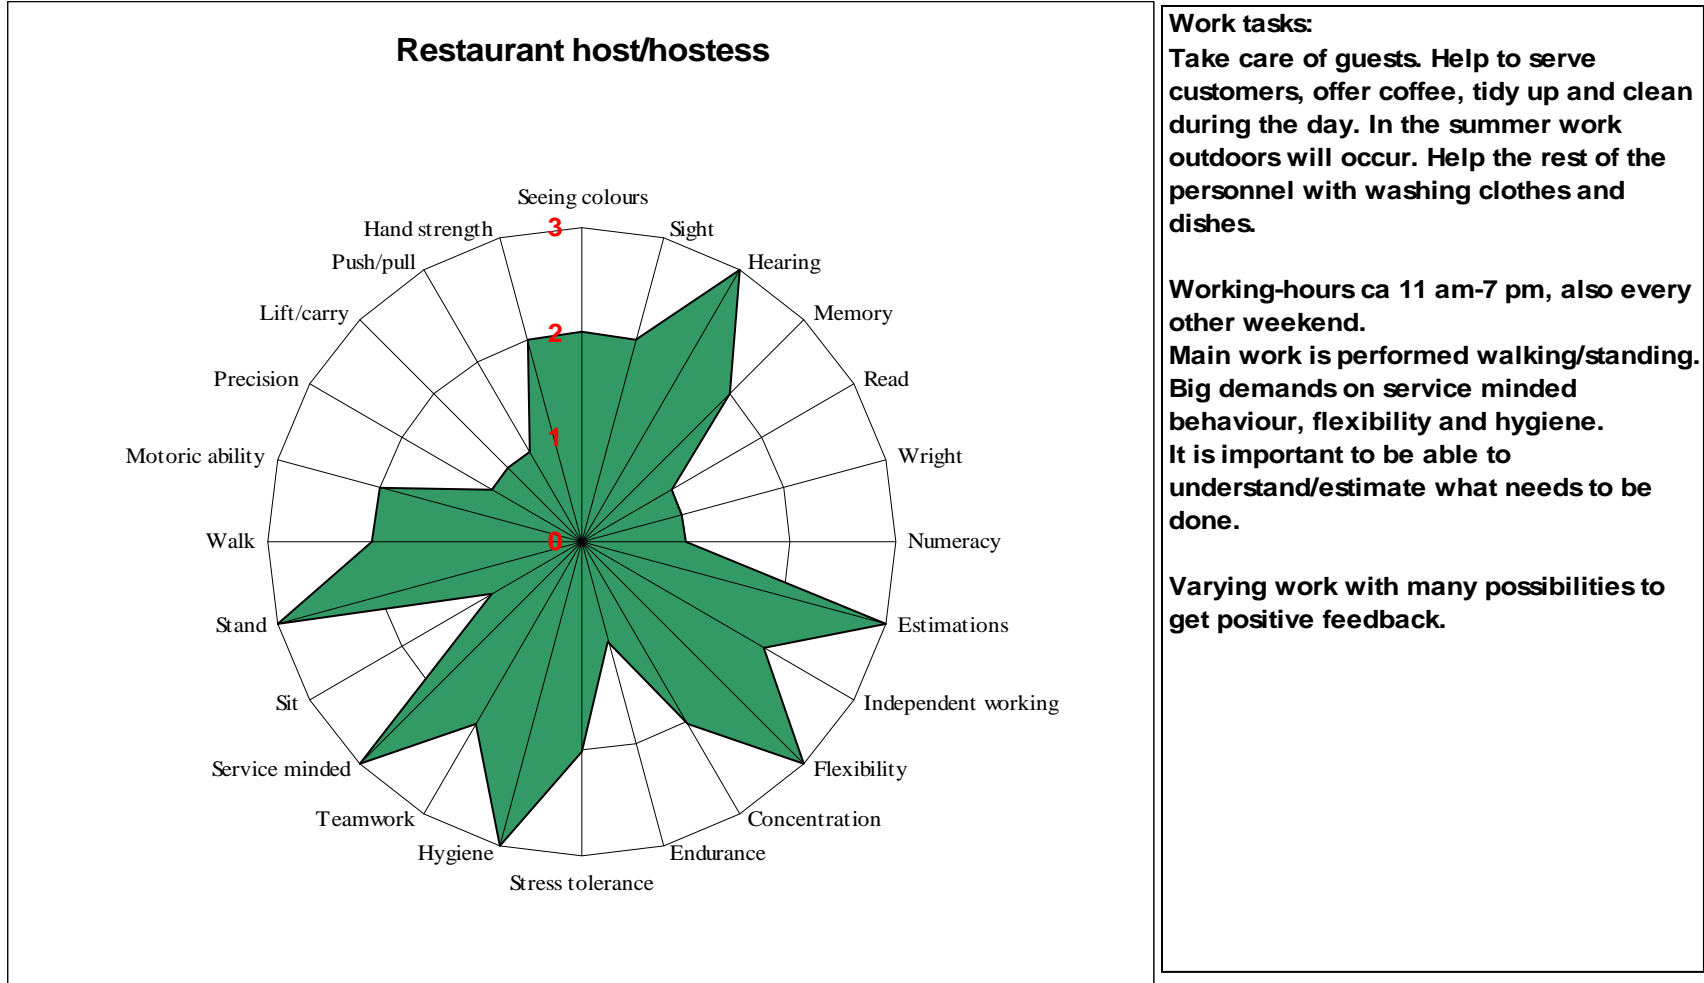 Restaurant host/hostess
Seeing colours
Sight
Hearing
Memory
Read
Wright
Numeracy
Estimations
Independent working
Flexibility
Concentration
Endurance
Stress tolerance
Hygiene
Teamwork
Service minded
Sit
Stand
Walk
Motoric ability
Precision
Lift/carry
Push/pull
Hand strength
3
2
1
0
Work tasks:
Take care of guests. Help to serve
customers, offer coffee, tidy up and clean
during the day. In the summer work
outdoors will occur. Help the rest of the
personnel with washing clothes and
dishes.
Working-hours ca 11 am-7 pm, also every
other weekend.
Main work is performed walking/standing.
Big demands on service minded
behaviour, flexibility and hygiene.
It is important to be able to
understand/estimate what needs to be
done.
Varying work with many possibilities to
get positive feedback.